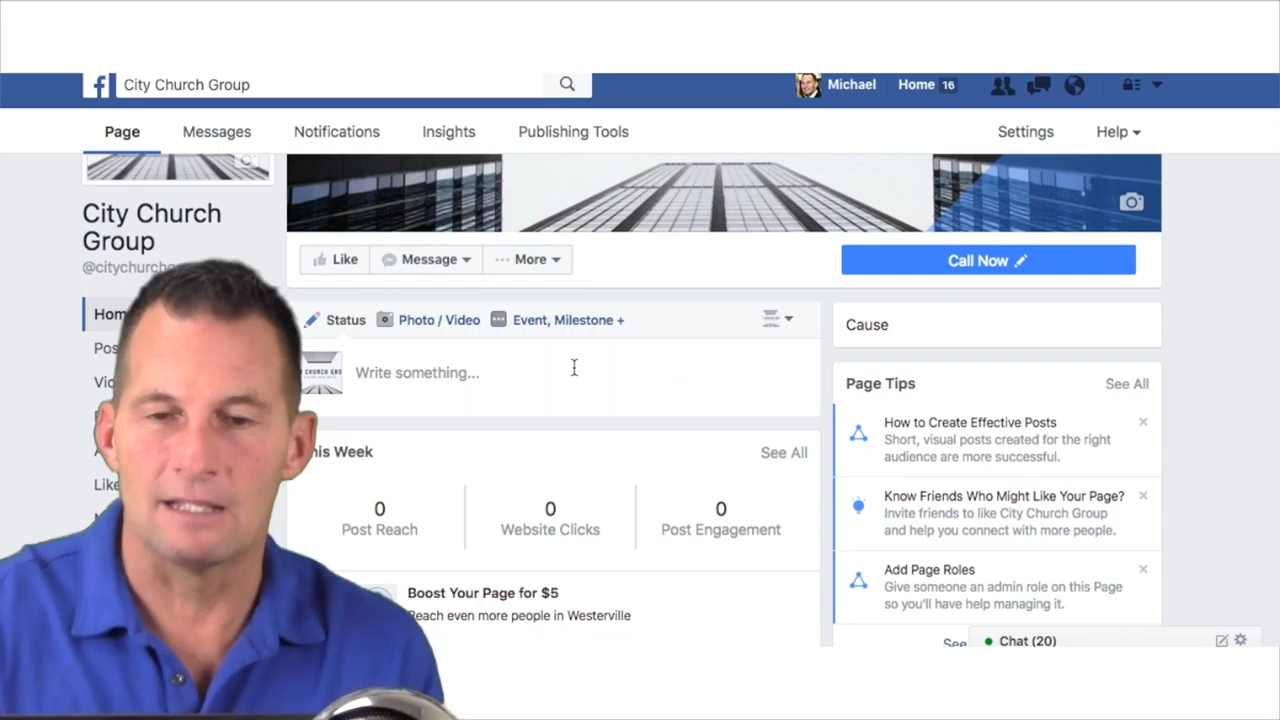 City Church Group
Michael
Home 16
Page
Messages
Notifications
Insights
Publishing Tools
Settings
Help
City Church
Group
Like
Message
More
Call Now
Status
Photo / Video
Event, Milestone +
Write something...
Cause
Page Tips
See All
How to Create Effective Posts
Short, visual posts created for the right
audience are more successful.
Know Friends Who Might Like Your Page?
Invite friends to like City Church Group
and help you connect with more people.
Add Page Roles
Give someone an admin role on this Page
so you'll have help managing it.
See
Chat (20)
Week
See All
0
Post Reach
0
Website Clicks
0
Post Engagement
Boost Your Page for $5
Reach even more people in Westerville